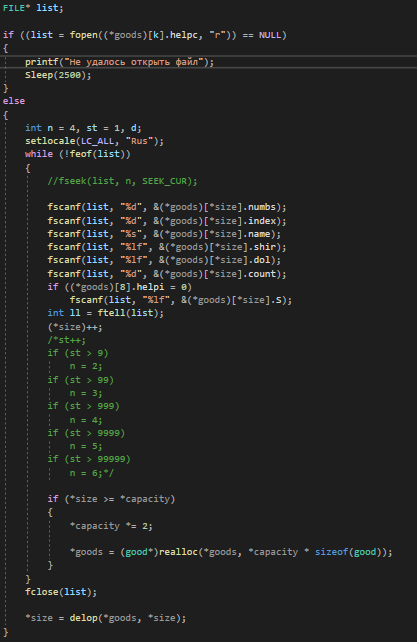 FILE* list;
if ((list = fopen((*goods)[k].helpc, "r")) == NULL)
{
printf("Не удалось открыть файл");
Sleep(2500);
}
else
{
int n = 4, st = 1, d;
setlocale(LC_ALL, "Rus");
while (!feof(list))
{
//fseek(list, n, SEEK_CUR);
fscanf(list, "%d", &(*goods)[*size].numbs);
fscanf(list, "%d", &(*goods)[*size].index);
fscanf(list, "%s", &(*goods)[*size].name);
fscanf(list, "%lf", &(*goods)[*size].shir);
fscanf(list, "%lf", &(*goods)[*size].dol);
fscanf(list, "%d", &(*goods)[*size].count);
if ((*goods)[8].helpi = 0)
fscanf(list, "%lf", &(*goods)[*size].S);
int ll = ftell(list);
(*size)++;
/*st++;
if (st > 9)
n = 2;
if (st > 99)
n = 3;
if (st > 999)
n = 4;
if (st > 9999)
n = 5;
if (st > 99999)
n = 6;*/
if (*size >= *capacity)
{
*capacity *= 2;
*goods = (good*)realloc(*goods, *capacity * sizeof(good));
}
}
fclose(list);
*size = delop(*goods, *size);
}